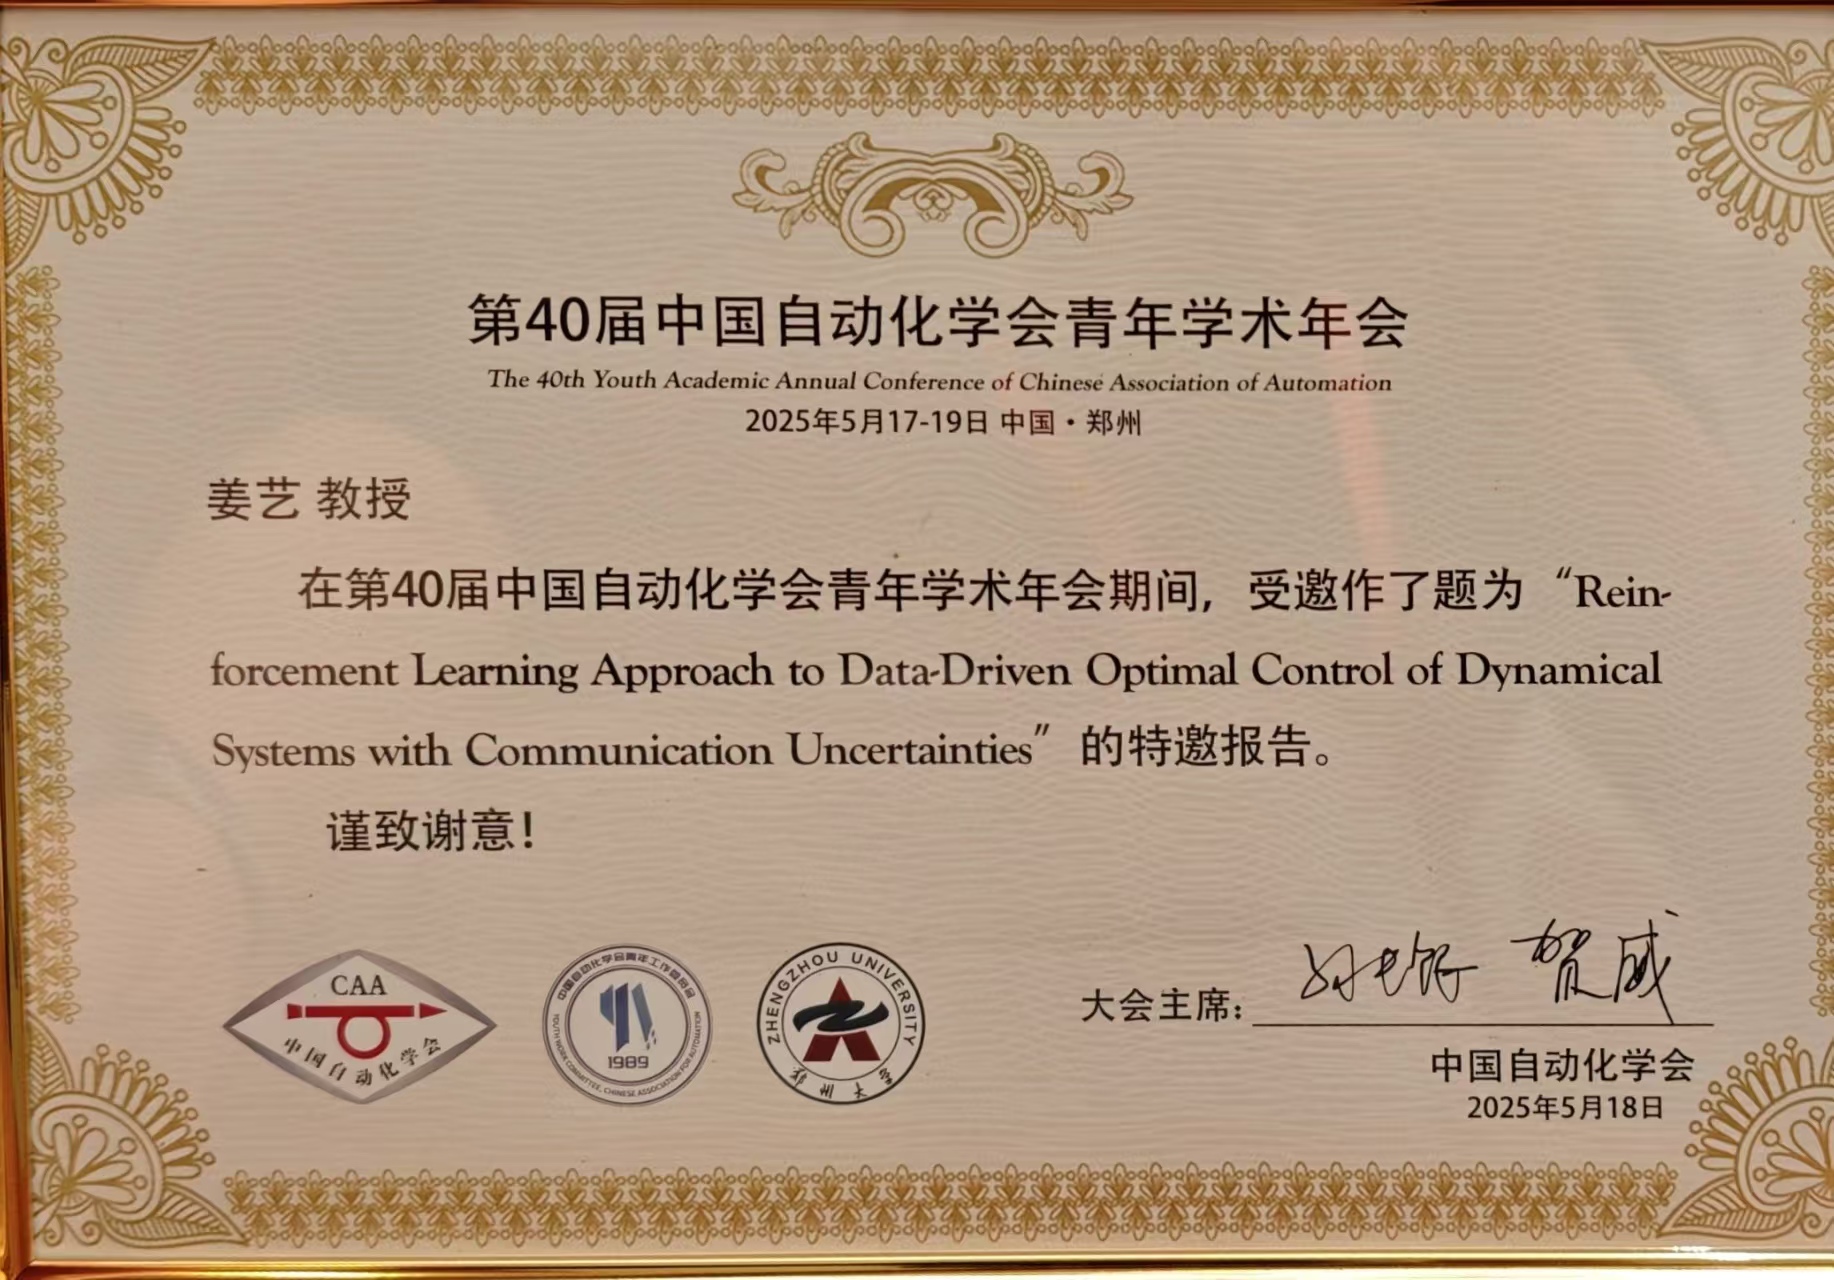 第40届中国自动化学会青年学术年会
The 40th Youth Academic Annual Conference of Chinese Association of Automation
2025年5月17-19日 中国·郑州
姜艺 教授
在第40届中国自动化学会青年学术年会期间，受邀作了题为“Rein-
forcement Learning Approach to Data-Driven Optimal Control of Dynamical
Systems with Communication Uncertainties”的特邀报告。
谨致谢意！
CAA
中国自动化学会
中国自动化学会青年工作委员会
1989
YOUTH WORK COMMITTEE, CHINESE ASSOCIATION FOR AUTOMATION
ZHENGZHOU UNIVERSITY
郑州大学
大会主席：
贺威
中国自动化学会
2025年5月18日